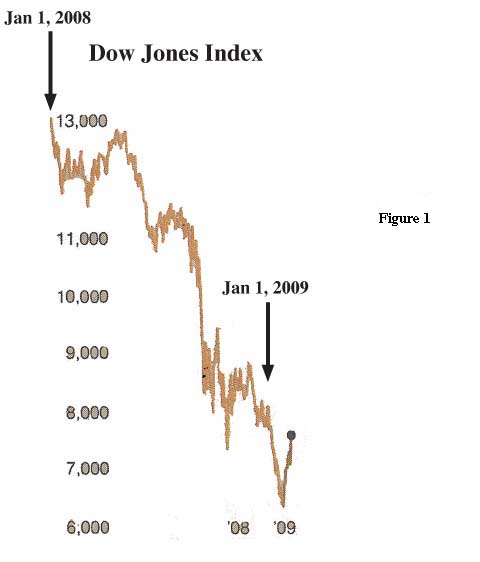 Jan 1, 2008
Dow Jones Index
13,000
Figure 1
11,000
Jan 1, 2009
10,000
9,000
8,000
7,000
6,000
'08 '09